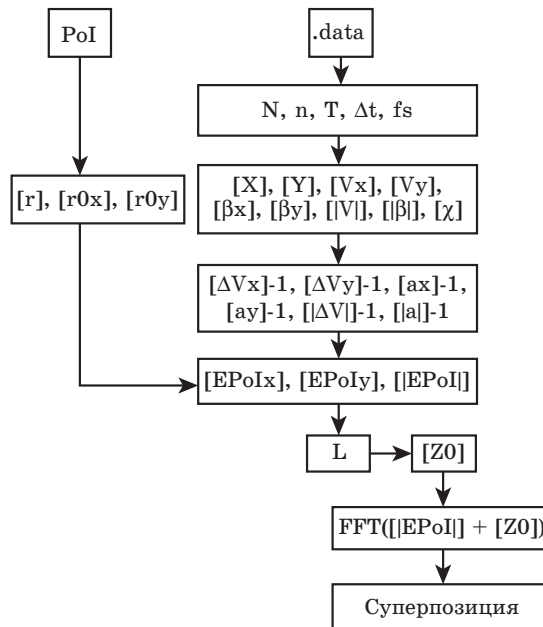 PoI
.data
N, n, T, Δt, fs
[r], [r0x], [r0y]
[X], [Y], [Vx], [Vy],
[βx], [βy], [|V|], [|β|], [χ]
[ΔVx]-1, [ΔVy]-1, [ax]-1,
[ay]-1, [|ΔV|]-1, [|a|]-1
[EPoIx], [EPoIy], [|EPoI|]
L
[Z0]
FFT([|EPoI|] + [Z0])
Суперпозиция